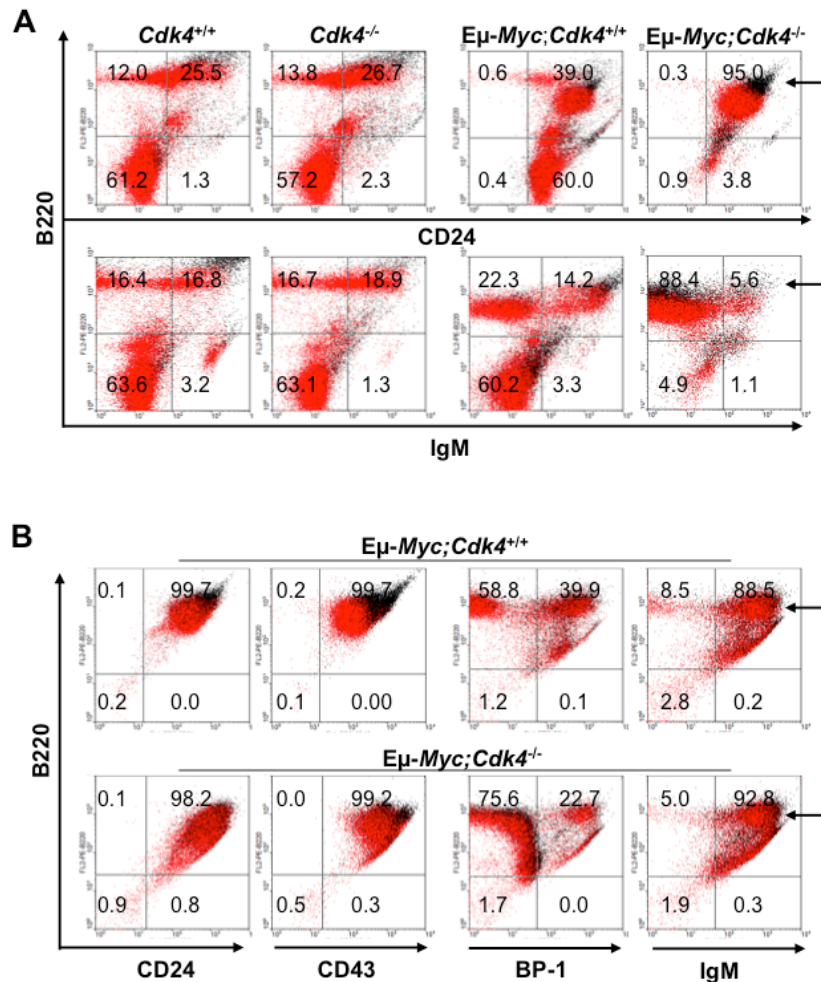 A
Cdk4+/+ Cdk4-/- Eµ-Myc;Cdk4+/+ Eµ-Myc;Cdk4-/-
12.0 25.5 13.8 26.7 0.6 39.0 0.3 95.0
61.2 1.3 57.2 2.3 0.4 60.0 0.9 3.8
B220
CD24
16.4 16.8 16.7 18.9 22.3 14.2 88.4 5.6
63.6 3.2 63.1 1.3 60.2 3.3 4.9 1.1
IgM
B
Eµ-Myc;Cdk4+/+
0.1 99.7 0.2 99.7 58.8 39.9 8.5 88.5
0.2 0.0 0.1 0.00 1.2 0.1 2.8 0.2
B220
Eµ-Myc;Cdk4-/-
0.1 98.2 0.0 99.2 75.6 22.7 5.0 92.8
0.9 0.8 0.5 0.3 1.7 0.0 1.9 0.3
CD24 CD43 BP-1 IgM